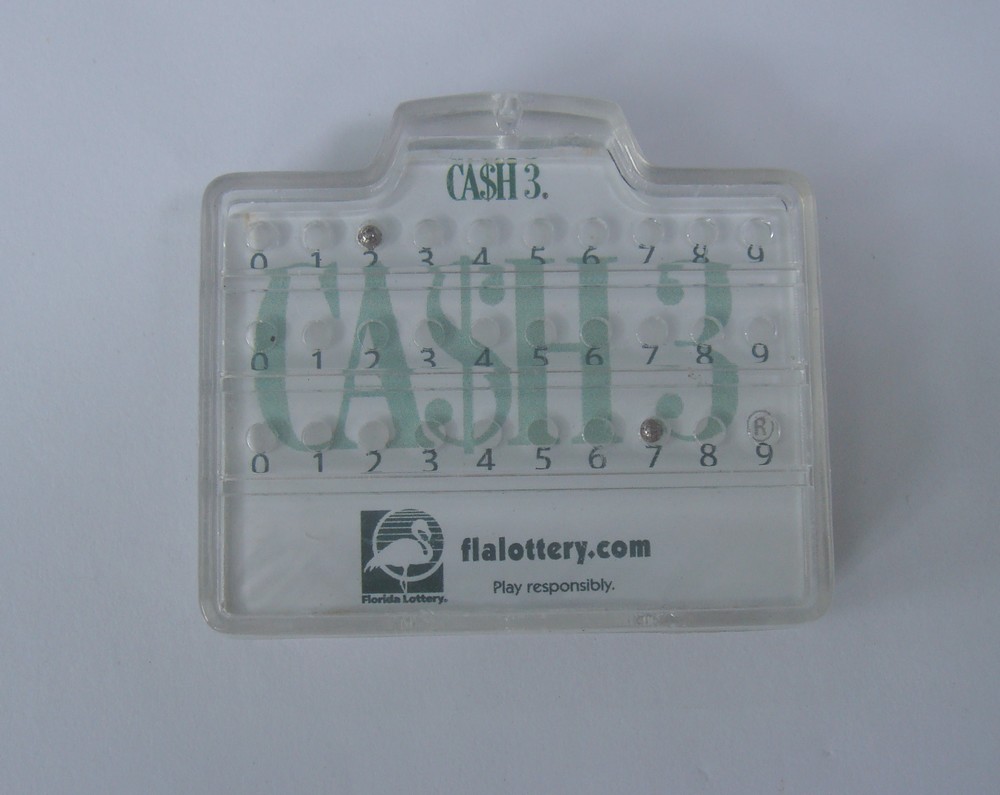 CA$H 3.
0 1 2 3 4 5 6 7 8 9
CA$H 3
0 1 2 3 4 5 6 7 8 9
0 1 2 3 4 5 6 7 8 9
®
flalottery.com
Florida Lottery.
Play responsibly.